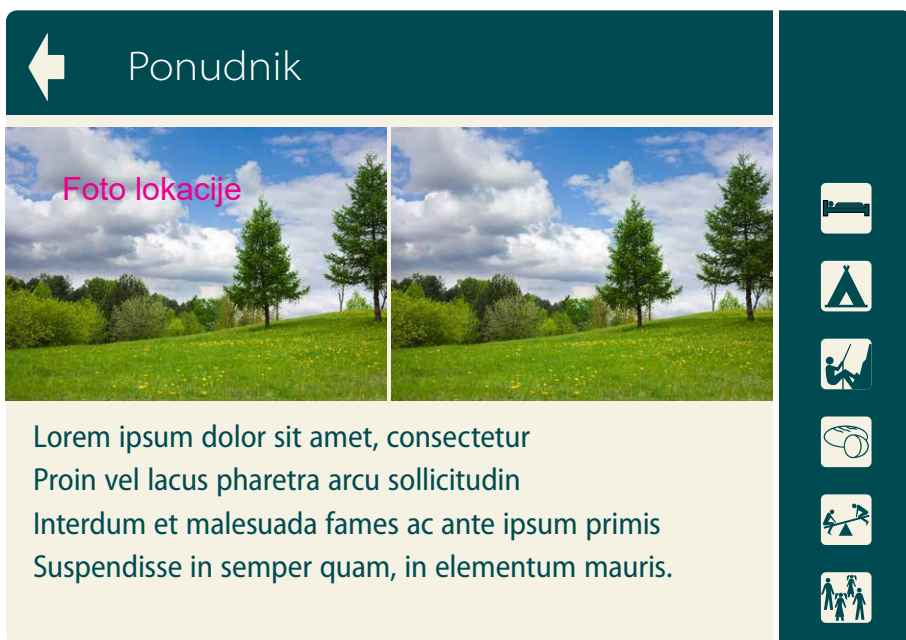 Ponudnik
Foto lokacije
Lorem ipsum dolor sit amet, consectetur
Proin vel lacus pharetra arcu sollicitudin
Interdum et malesuada fames ac ante ipsum primis
Suspendisse in semper quam, in elementum mauris.